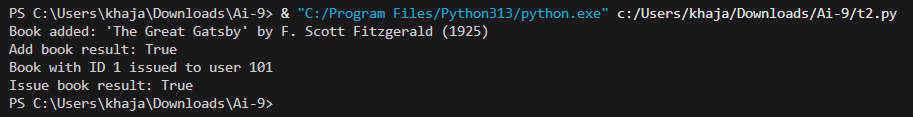 PS C:\Users\khaja\Downloads\Ai-9> & "C:/Program Files/Python313/python.exe" c:/Users/khaja/Downloads/Ai-9/t2.py
Book added: 'The Great Gatsby' by F. Scott Fitzgerald (1925)
Add book result: True
Book with ID 1 issued to user 101
Issue book result: True
PS C:\Users\khaja\Downloads\Ai-9>